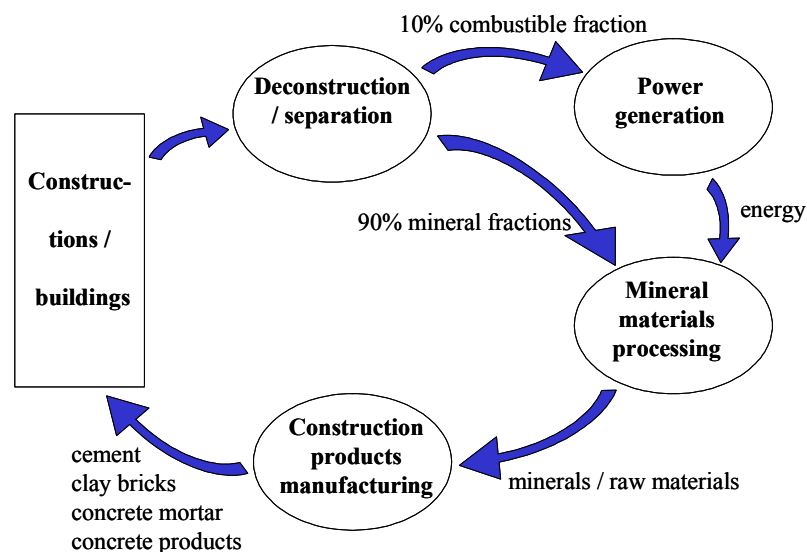 10% combustible fraction
Deconstruction
/ separation
Power
generation
Construc-
tions /
buildings
90% mineral fractions
energy
Mineral
materials
processing
Construction
products
manufacturing
minerals / raw materials
cement
clay bricks
concrete mortar
concrete products